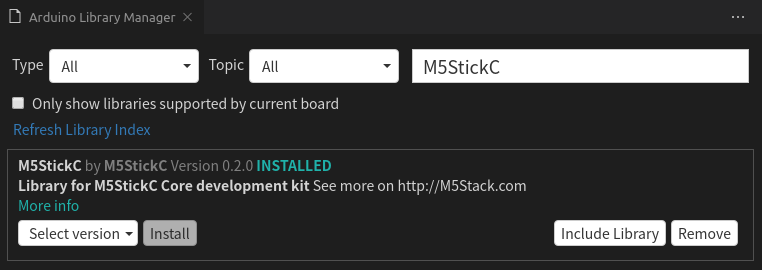 Arduino Library Manager
Type All Topic All M5StickC
Only show libraries supported by current board
Refresh Library Index
M5StickC by M5StickC Version 0.2.0 INSTALLED
Library for M5StickC Core development kit See more on http://M5Stack.com
More info
Select version Install Include Library Remove